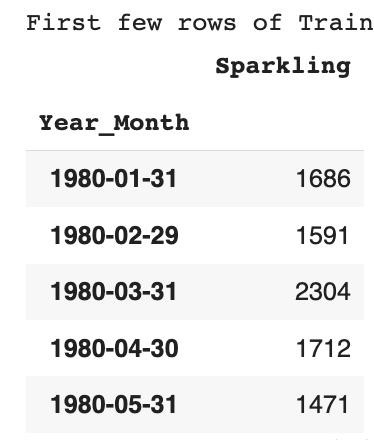 First few rows of Train
Sparkling
Year_Month
1980-01-31 1686
1980-02-29 1591
1980-03-31 2304
1980-04-30 1712
1980-05-31 1471